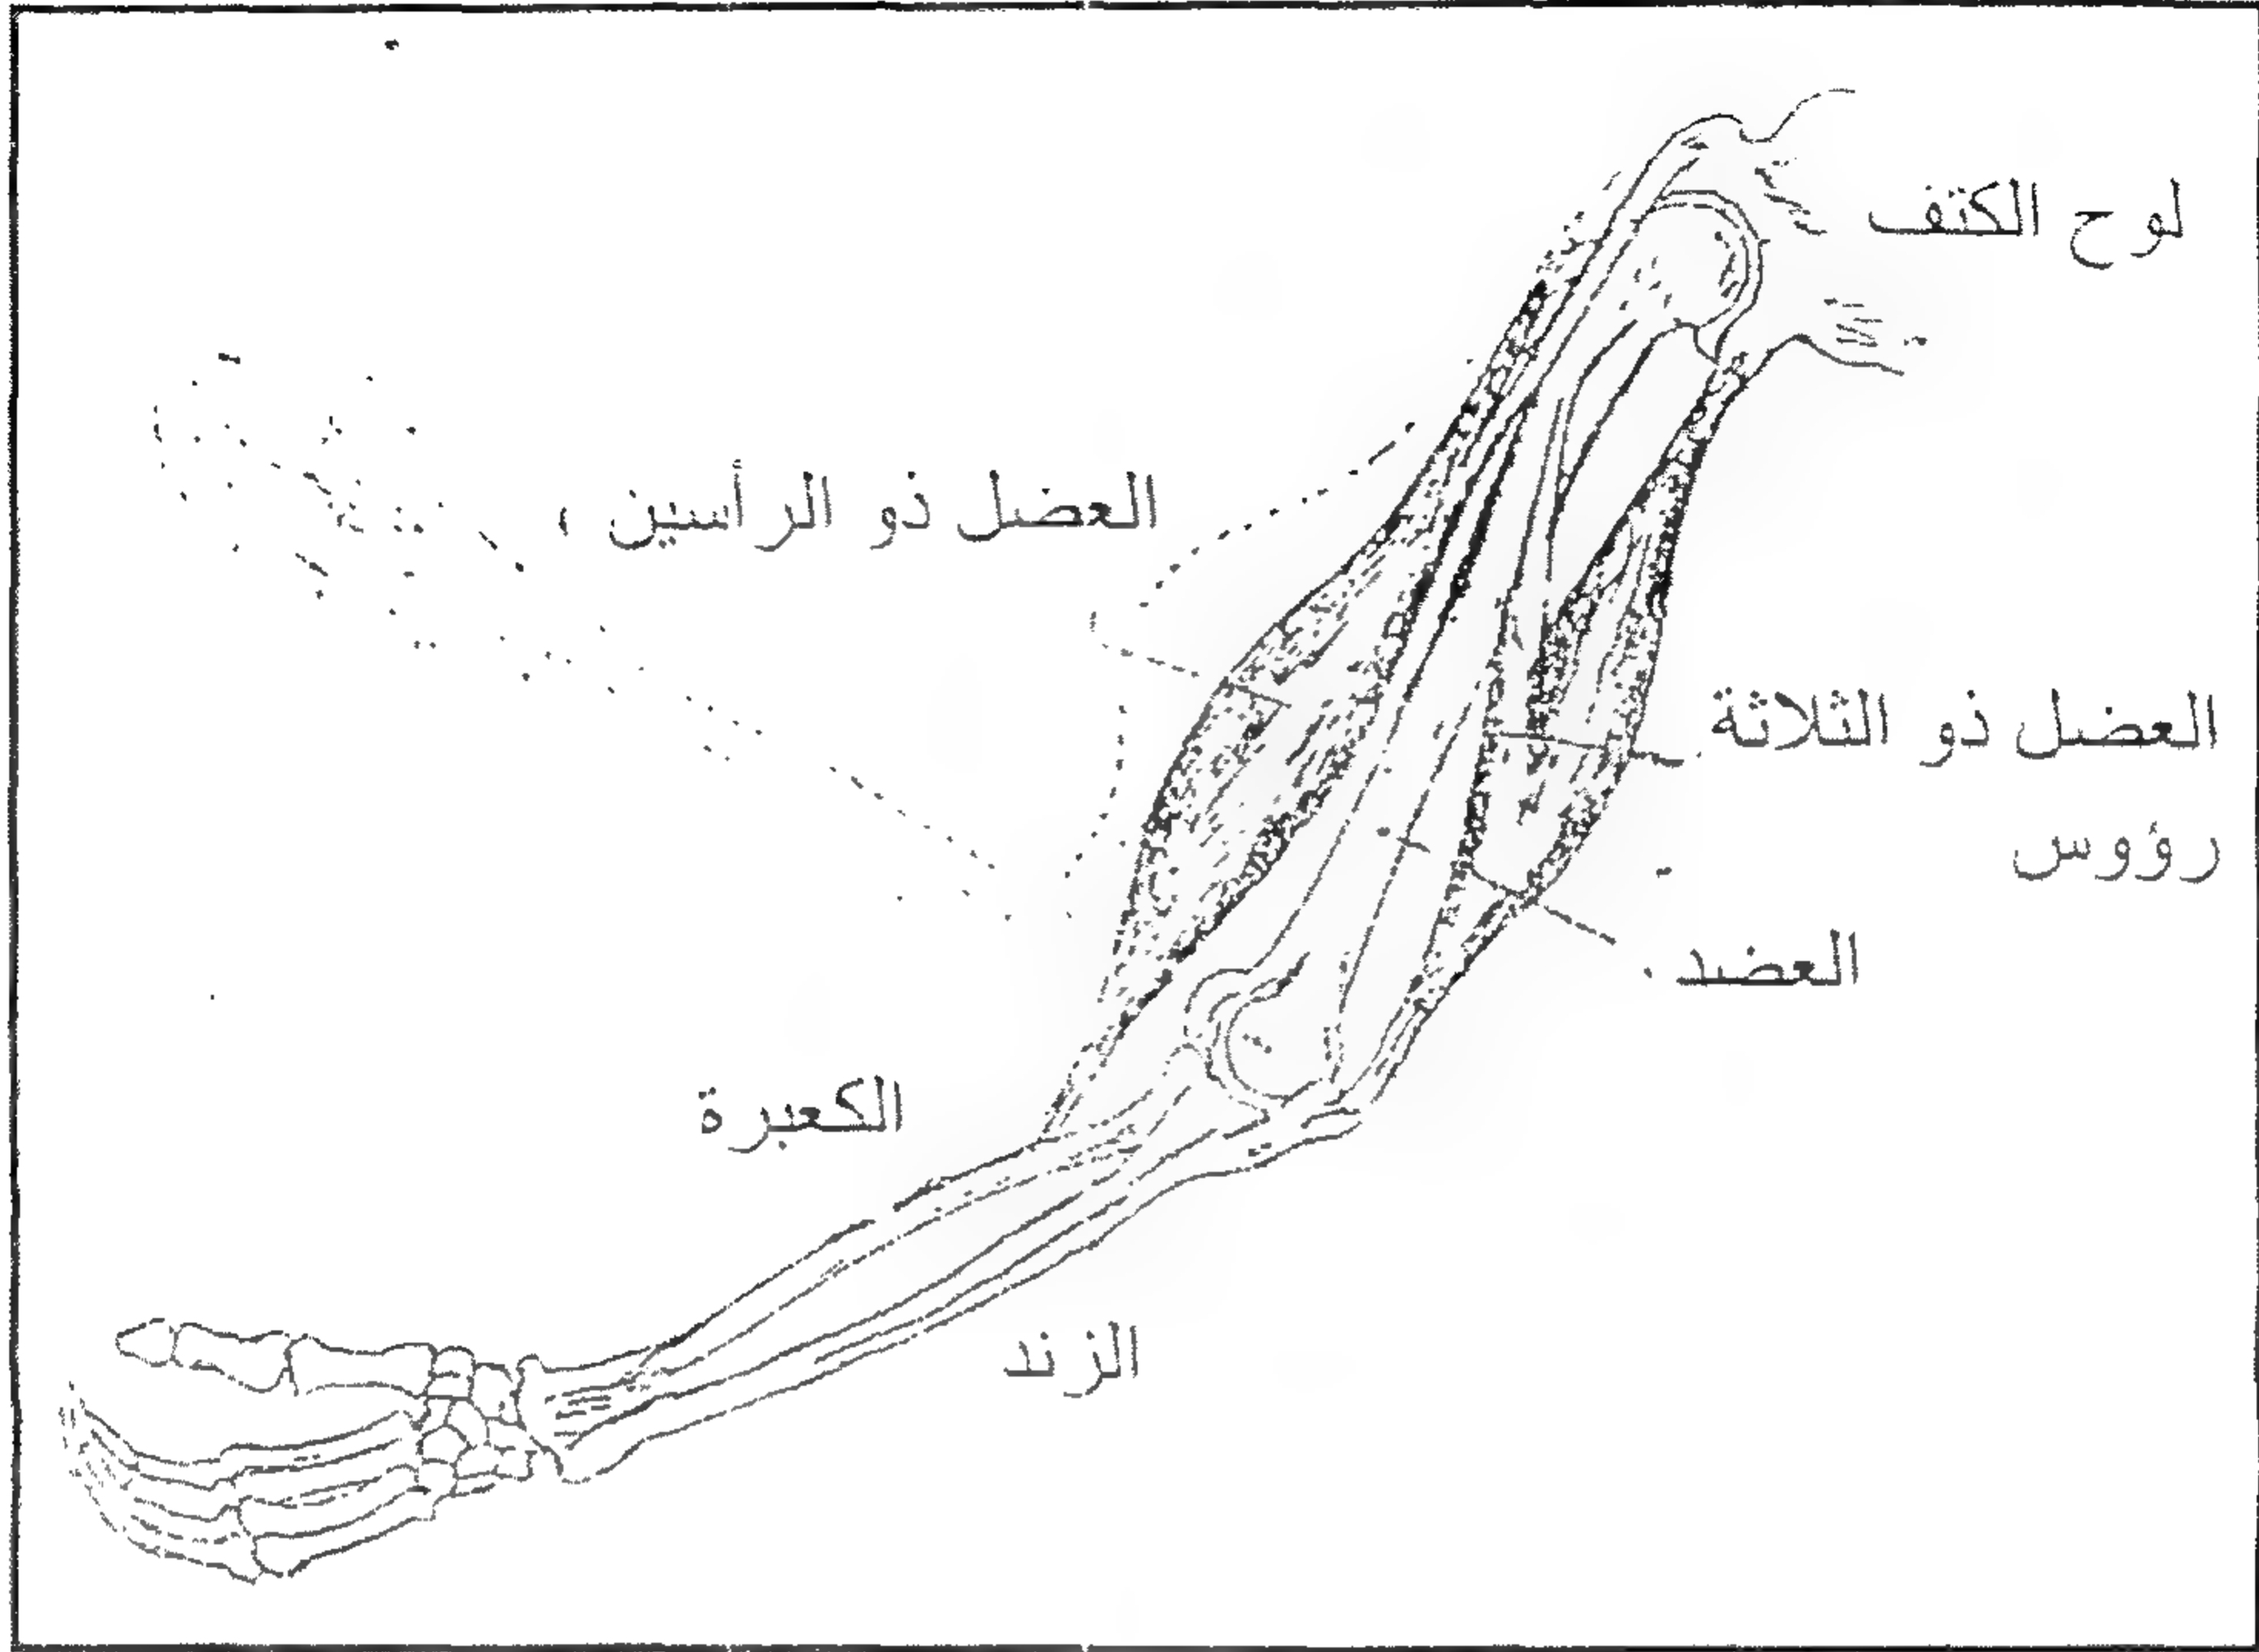 لوح الكتف
العضل ذو الرأسين
العضل ذو الثلاثة
رؤوس
العضد
الكعبرة
الزند